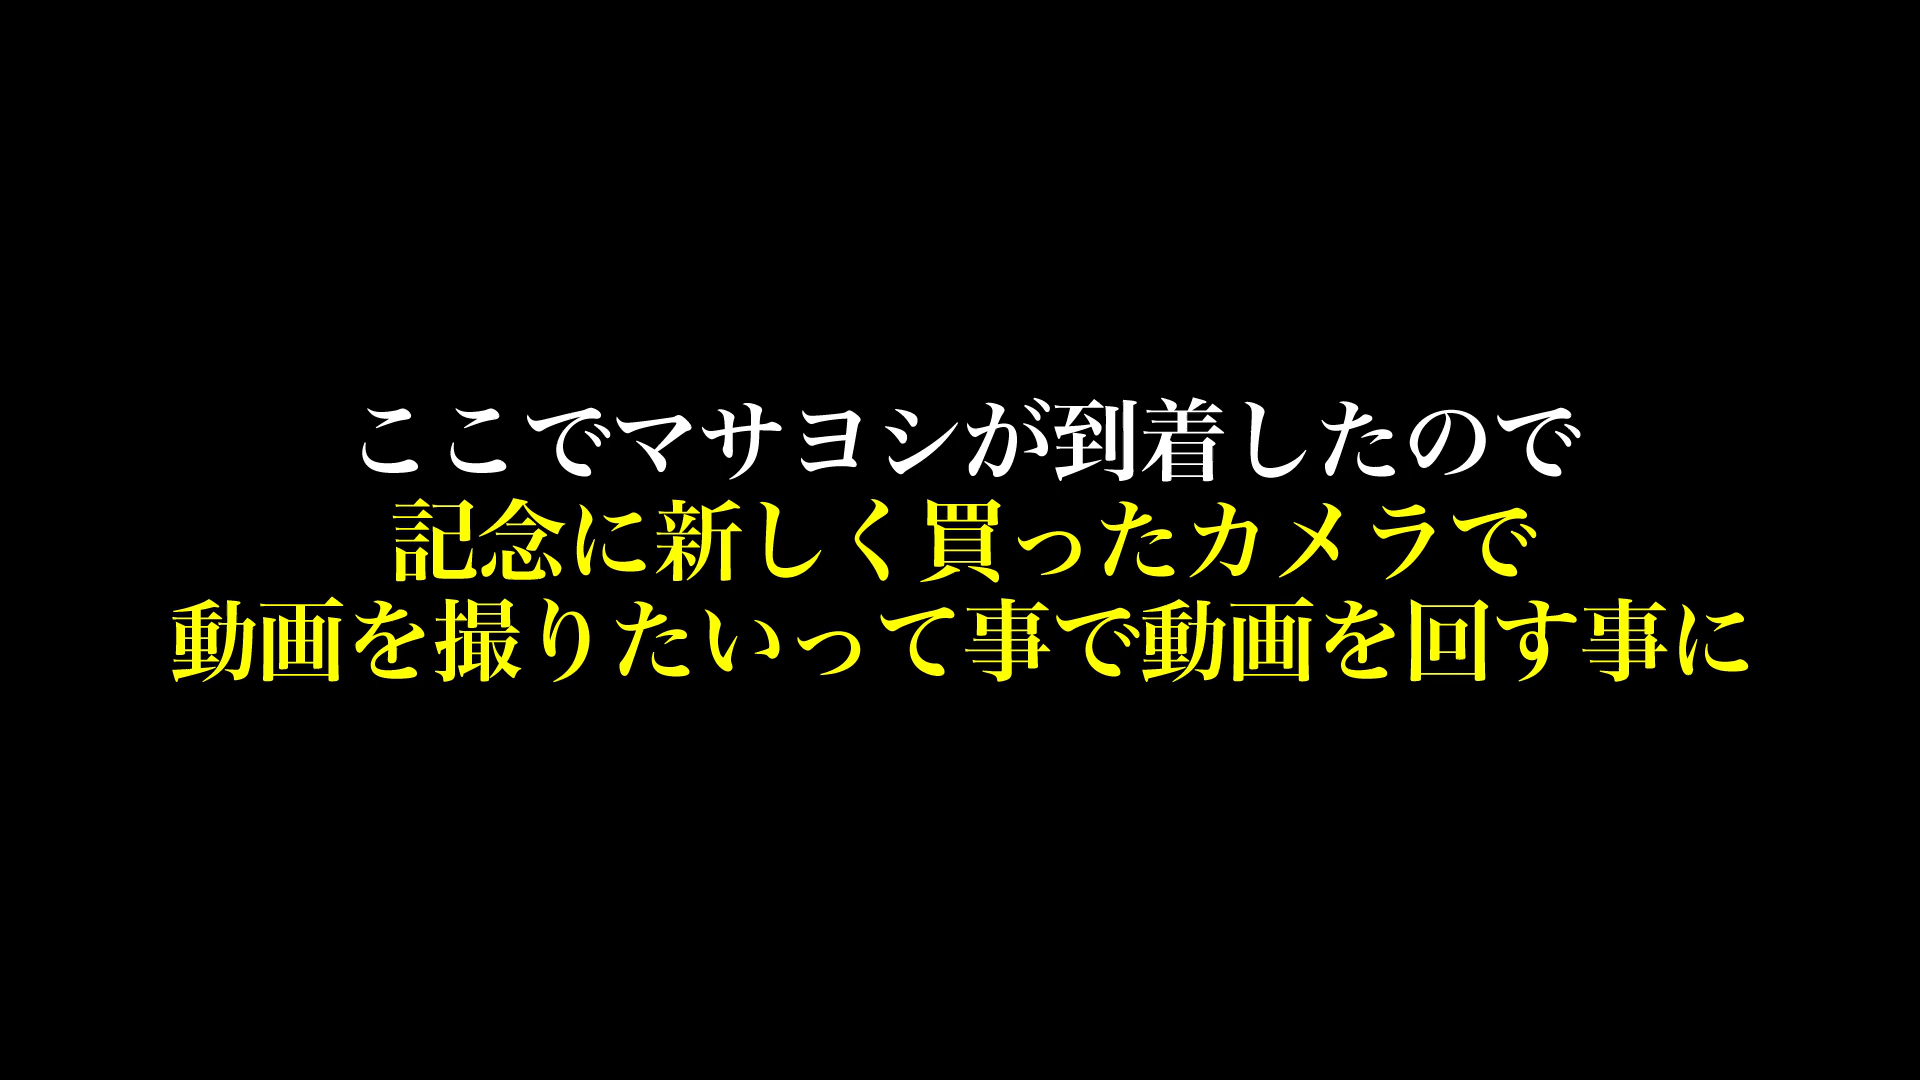 ここでマサヨシが到着したので
記念に新しく買ったカメラで
動画を撮りたいって事で動画を回す事に